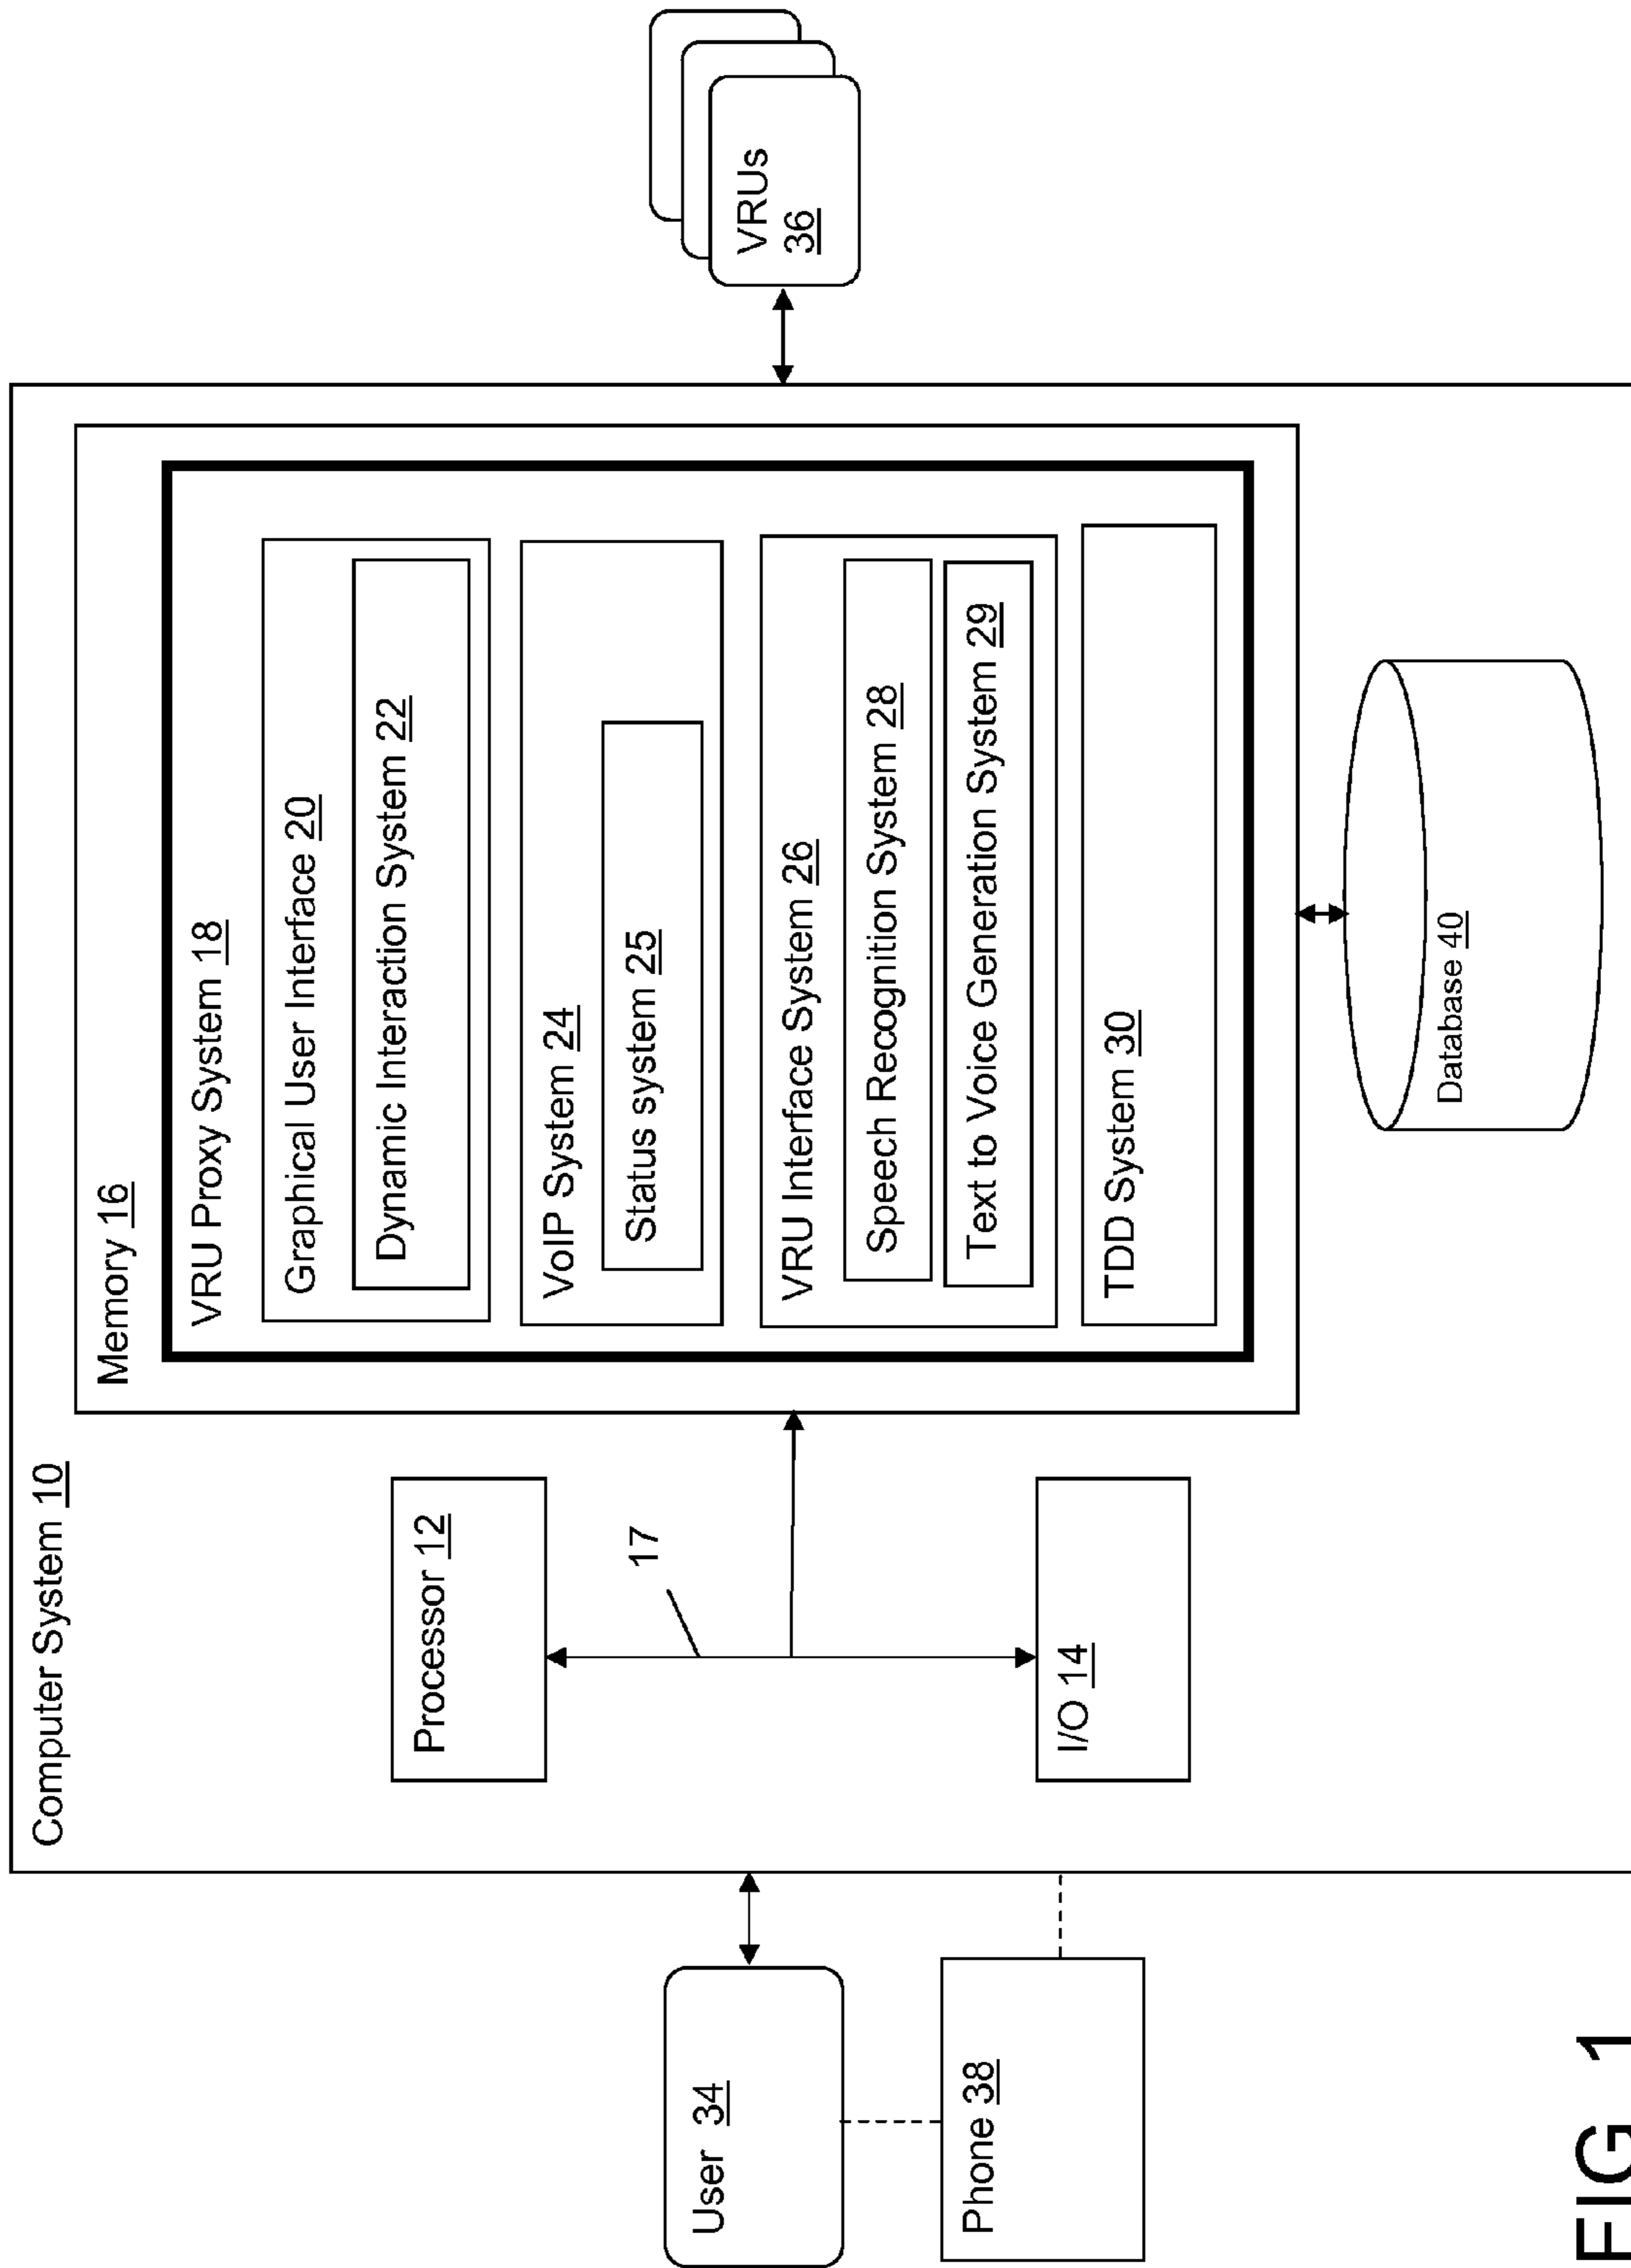 Computer System 10
Memory 16
VRU Proxy System 18
Graphical User Interface 20
Dynamic Interaction System 22
VoIP System 24
Status system 25
VRU Interface System 26
Speech Recognition System 28
Text to Voice Generation System 29
TDD System 30
Processor 12
17
I/O 14
User 34
Phone 38
VRUs
36
Database 40
FIG. 1